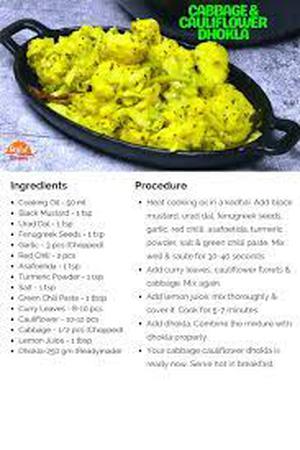 CABBAGE &
CAULIFLOWER
DHOKLA
Ingredients
• Cooking Oil - 50 ml
• Black Mustard - 1 tsp
• Urad Dal - 1 tsp
• Fenugreek Seeds - 1 tsp
• Garlic - 3 pcs (Chopped)
• Red Chili - 2 pcs
• Asafoetida - 1 tsp
• Turmeric Powder - 1 tsp
• Salt - 1 tsp
• Green Chili Paste - 1 tbsp
• Curry Leaves - 8-10 pcs
• Cauliflower - 10-12 pcs
• Cabbage - 1/2 pcs (Chopped)
• Lemon Juice - 1 tbsp
• Dhokla-250 gm (Readymade)
Procedure
• Heat cooking oil in a kadhai. Add black
mustard, urad dal, fenugreek seeds,
garlic, red chili, asafoetida, turmeric
powder, salt & green chili paste. Mix
well & saute for 30-40 seconds.
• Add curry leaves, cauliflower florets &
cabbage. Mix again.
• Add lemon juice, mix thoroughly &
cover it. Cook for 5-7 minutes.
• Add dhokla. Combine the mixture with
dhokla properly.
• Your cabbage cauliflower dhokla is
ready now. Serve hot in breakfast.